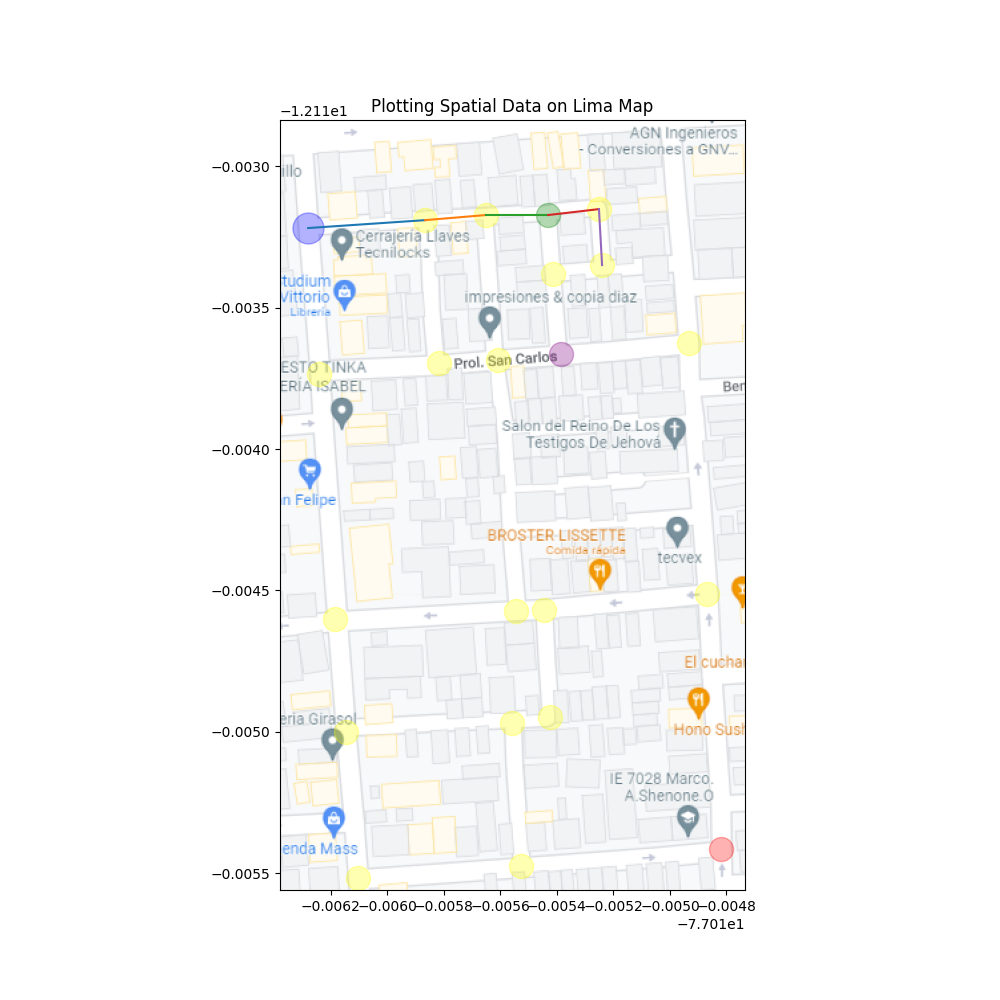 Plotting Spatial Data on Lima Map
−1.211e1
AGN Ingenieros
- Conversiones a GNV...
illo
−0.0030
Cerrajería Llaves
Tecnilocks
tudium
Vittorio
Librería
impresiones & copia diaz
−0.0035
Prol. San Carlos
ESTO TINKA
ERÍA ISABEL
Ber
Salon del Reino De Los
Testigos De Jehová
−0.0040
n Felipe
BROSTER LISSETTE
Comida rápida
tecvex
−0.0045
El cuchar
ería Girasol
Hono Sush
−0.0050
IE 7028 Marco.
A.Shenone.O
enda Mass
−0.0055
−0.0062 −0.0060 −0.0058 −0.0056 −0.0054 −0.0052 −0.0050 −0.0048
−7.701e1